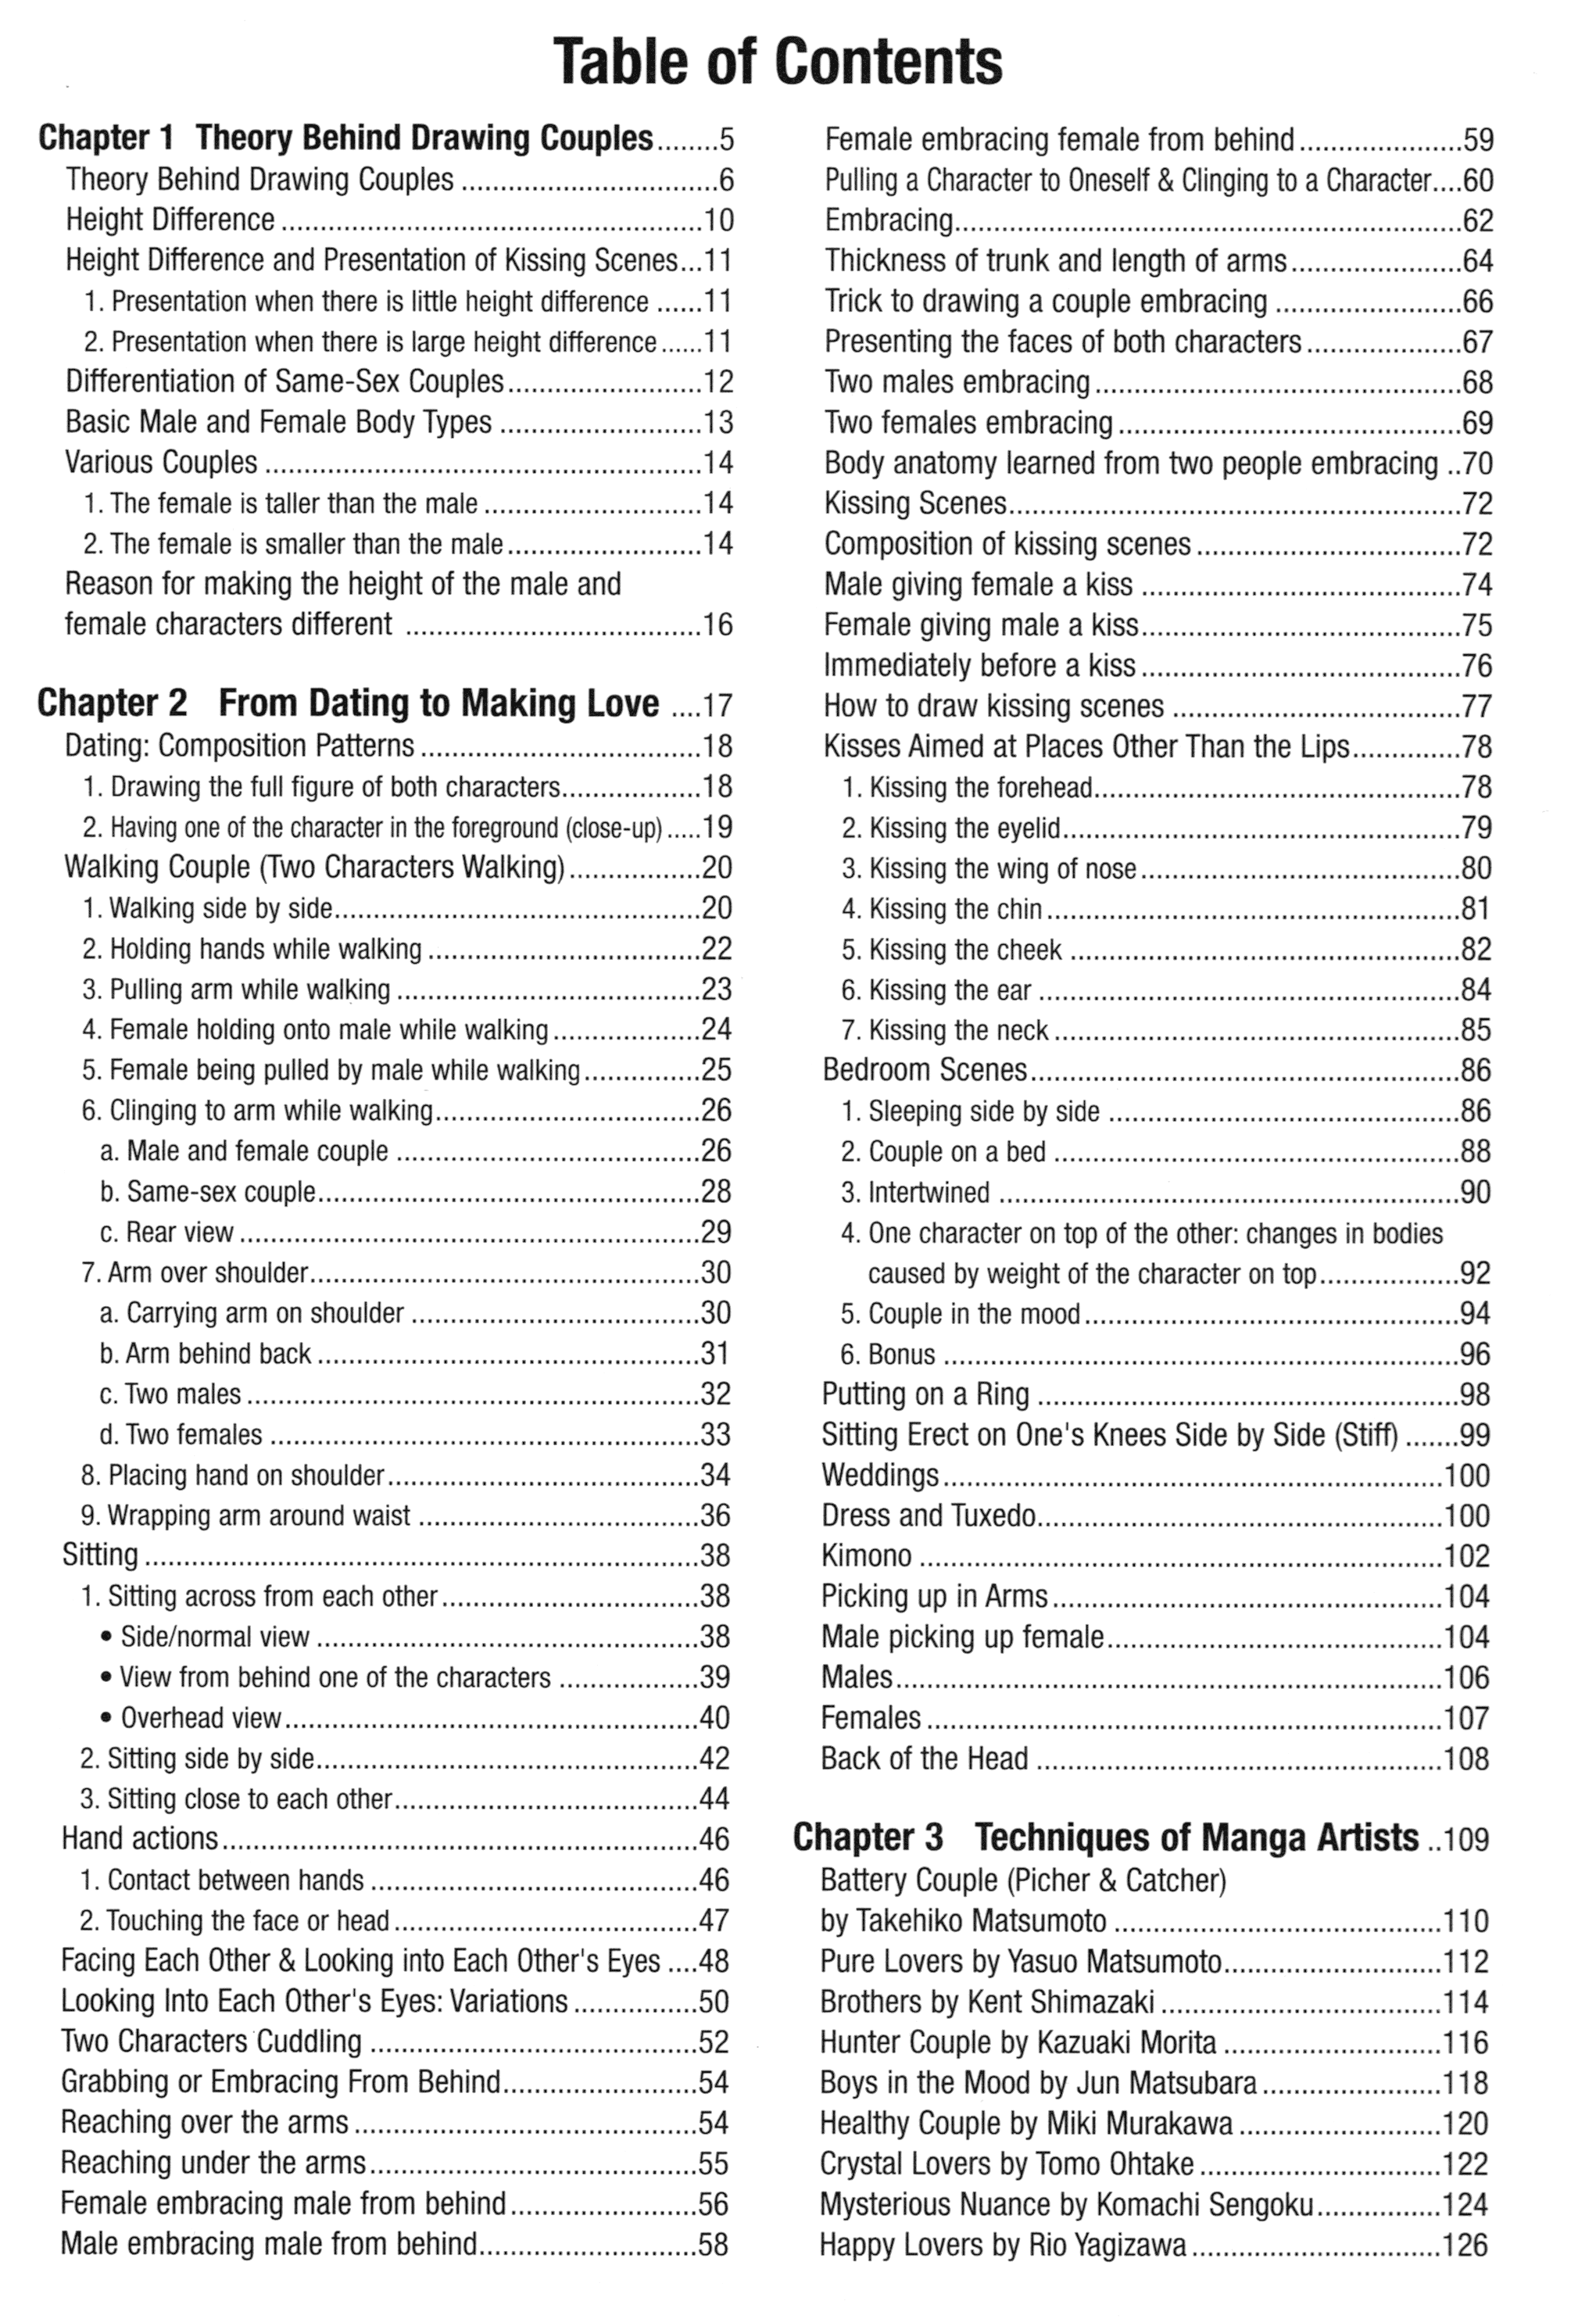 Table of Contents
Chapter 1 Theory Behind Drawing Couples........5
Theory Behind Drawing Couples ................................6
Height Difference .....................................................10
Height Difference and Presentation of Kissing Scenes...11
1. Presentation when there is little height difference ......11
2. Presentation when there is large height difference......11
Differentiation of Same-Sex Couples.........................12
Basic Male and Female Body Types ..........................13
Various Couples .......................................................14
1. The female is taller than the male ............................14
2. The female is smaller than the male.........................14
Reason for making the height of the male and
female characters different .....................................16
Chapter 2 From Dating to Making Love ....17
Dating: Composition Patterns ....................................18
1. Drawing the full figure of both characters..................18
2. Having one of the character in the foreground (close-up).....19
Walking Couple (Two Characters Walking).................20
1. Walking side by side...............................................20
2. Holding hands while walking ...................................22
3. Pulling arm while walking .......................................23
4. Female holding onto male while walking...................24
5. Female being pulled by male while walking...............25
6. Clinging to arm while walking..................................26
a. Male and female couple .......................................26
b. Same-sex couple.................................................28
c. Rear view ...........................................................29
7. Arm over shoulder..................................................30
a. Carrying arm on shoulder .....................................30
b. Arm behind back .................................................31
c. Two males ..........................................................32
d. Two females .......................................................33
8. Placing hand on shoulder........................................34
9. Wrapping arm around waist ....................................36
Sitting ......................................................................38
1. Sitting across from each other.................................38
• Side/normal view .................................................38
• View from behind one of the characters ..................39
• Overhead view.....................................................40
2. Sitting side by side.................................................42
3. Sitting close to each other.......................................44
Hand actions.............................................................46
1. Contact between hands ..........................................46
2. Touching the face or head.......................................47
Facing Each Other & Looking into Each Other's Eyes ....48
Looking Into Each Other's Eyes: Variations ................50
Two Characters Cuddling ..........................................52
Grabbing or Embracing From Behind.........................54
Reaching over the arms ............................................54
Reaching under the arms..........................................55
Female embracing male from behind........................56
Male embracing male from behind............................58
Female embracing female from behind.....................59
Pulling a Character to Oneself & Clinging to a Character....60
Embracing.................................................................62
Thickness of trunk and length of arms......................64
Trick to drawing a couple embracing ........................66
Presenting the faces of both characters....................67
Two males embracing...............................................68
Two females embracing............................................69
Body anatomy learned from two people embracing ..70
Kissing Scenes..........................................................72
Composition of kissing scenes ..................................72
Male giving female a kiss .........................................74
Female giving male a kiss.........................................75
Immediately before a kiss.........................................76
How to draw kissing scenes .....................................77
Kisses Aimed at Places Other Than the Lips..............78
1. Kissing the forehead...............................................78
2. Kissing the eyelid...................................................79
3. Kissing the wing of nose.........................................80
4. Kissing the chin.....................................................81
5. Kissing the cheek ..................................................82
6. Kissing the ear ......................................................84
7. Kissing the neck ....................................................85
Bedroom Scenes.......................................................86
1. Sleeping side by side .............................................86
2. Couple on a bed ....................................................88
3. Intertwined ...........................................................90
4. One character on top of the other: changes in bodies
caused by weight of the character on top..................92
5. Couple in the mood................................................94
6. Bonus ..................................................................96
Putting on a Ring ......................................................98
Sitting Erect on One's Knees Side by Side (Stiff) .......99
Weddings................................................................100
Dress and Tuxedo....................................................100
Kimono ...................................................................102
Picking up in Arms..................................................104
Male picking up female...........................................104
Males......................................................................106
Females ..................................................................107
Back of the Head ....................................................108
Chapter 3 Techniques of Manga Artists ..109
Battery Couple (Picher & Catcher)
by Takehiko Matsumoto ..........................................110
Pure Lovers by Yasuo Matsumoto............................112
Brothers by Kent Shimazaki ....................................114
Hunter Couple by Kazuaki Morita ............................116
Boys in the Mood by Jun Matsubara .......................118
Healthy Couple by Miki Murakawa ..........................120
Crystal Lovers by Tomo Ohtake ...............................122
Mysterious Nuance by Komachi Sengoku................124
Happy Lovers by Rio Yagizawa ................................126